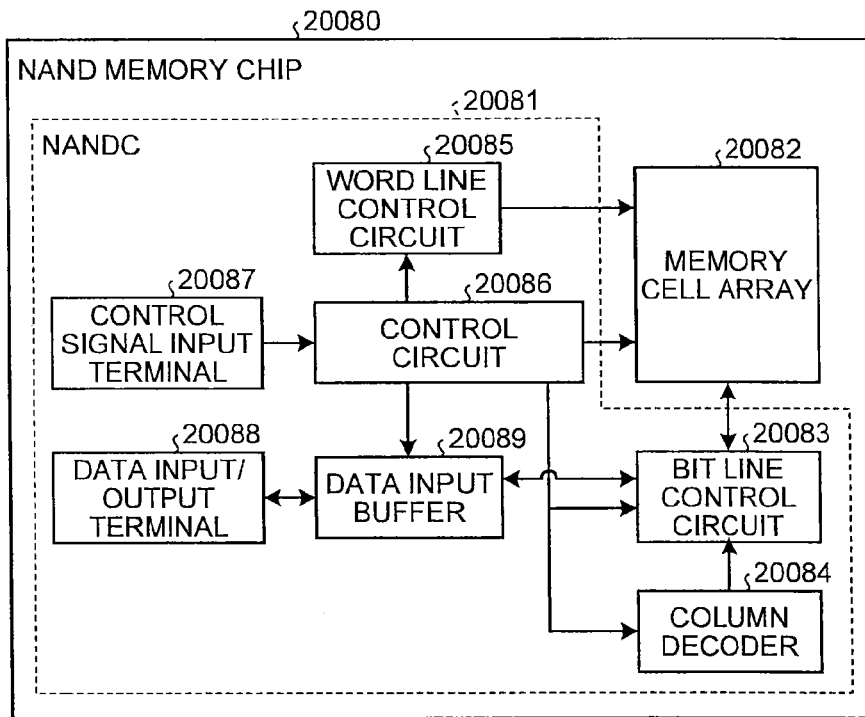 20080
NAND MEMORY CHIP
20081
NANDC
20085
WORD LINE
CONTROL
CIRCUIT
20082
MEMORY
CELL ARRAY
20087
CONTROL
SIGNAL INPUT
TERMINAL
20086
CONTROL
CIRCUIT
20088
DATA INPUT/
OUTPUT
TERMINAL
20089
DATA INPUT
BUFFER
20083
BIT LINE
CONTROL
CIRCUIT
20084
COLUMN
DECODER